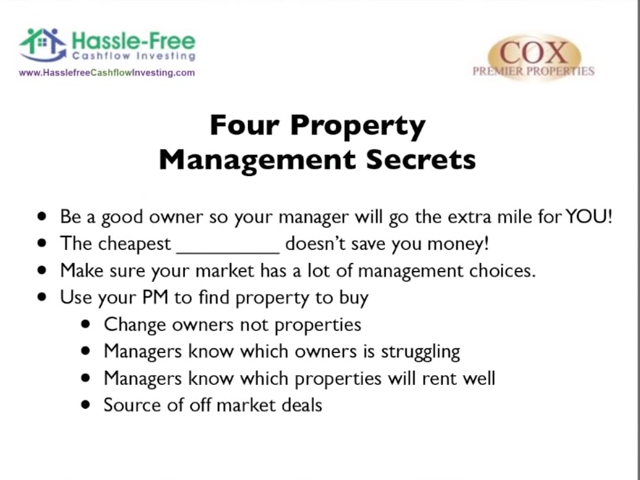 Hassle-Free
Cashflow Investing
www.HasslefreeCashflowInvesting.com
COX
PREMIER PROPERTIES
Four Property
Management Secrets
• Be a good owner so your manager will go the extra mile for YOU!
• The cheapest __________ doesn't save you money!
• Make sure your market has a lot of management choices.
• Use your PM to find property to buy
• Change owners not properties
• Managers know which owners is struggling
• Managers know which properties will rent well
• Source of off market deals